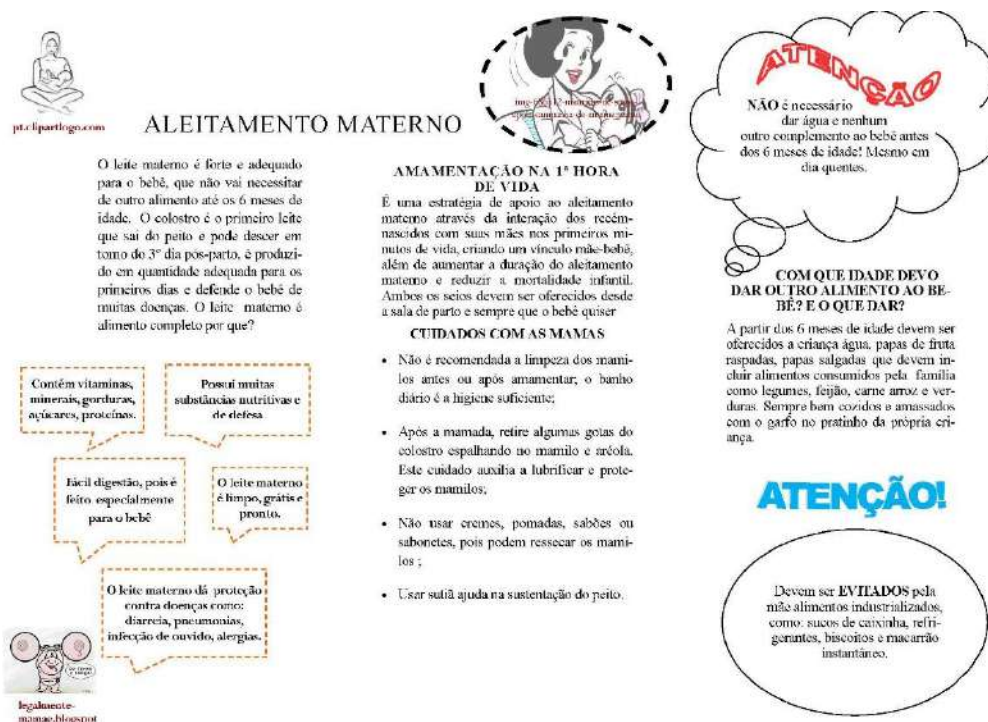 pt.clipartlogo.com
ALEITAMENTO MATERNO
O leite materno é forte e adequado
para o bebê, que não vai necessitar
de outro alimento até os 6 meses de
idade. O colostro é o primeiro leite
que sai do peito e pode descer em
torno do 3º dia pós-parto, é produzi-
do em quantidade adequada para os
primeiros dias e defende o bebê de
muitas doenças. O leite materno é
alimento completo por que?
Contém vitaminas,
minerais, gorduras,
açúcares, proteínas.
Possui muitas
substâncias nutritivas e
de defesa
Fácil digestão, pois é
feito especialmente
para o bebê
O leite materno
é limpo, grátis e
pronto.
O leite materno dá proteção
contra doenças como:
diarreia, pneumonias,
infecção de ouvido, alergias.
legalmente-
mamae.blogspot
AMAMENTAÇÃO NA 1ª HORA
DE VIDA
É uma estratégia de apoio ao aleitamento
materno através da interação dos recém-
nascidos com suas mães nos primeiros mi-
nutos de vida, criando um vínculo mãe-bebê,
além de aumentar a duração do aleitamento
materno e reduzir a mortalidade infantil.
Ambos os seios devem ser oferecidos desde
a sala de parto e sempre que o bebê quiser
CUIDADOS COM AS MAMAS
• Não é recomendada a limpeza dos mami-
los antes ou após amamentar, o banho
diário é a higiene suficiente;
• Após a mamada, retire algumas gotas do
colostro espalhando no mamilo e aréola.
Este cuidado auxilia a lubrificar e prote-
ger os mamilos;
• Não usar cremes, pomadas, sabões ou
sabonetes, pois podem ressecar os mami-
los ;
• Usar sutiã ajuda na sustentação do peito.
ATENÇÃO
NÃO é necessário
dar água e nenhum
outro complemento ao bebê antes
dos 6 meses de idade! Mesmo em
dia quentes.
COM QUE IDADE DEVO
DAR OUTRO ALIMENTO AO BE-
BÊ? E O QUE DAR?
A partir dos 6 meses de idade devem ser
oferecidos a criança água, papas de fruta
raspadas, papas salgadas que devem in-
cluir alimentos consumidos pela família
como legumes, feijão, carne arroz e ver-
duras. Sempre bem cozidos e amassados
com o garfo no pratinho da própria cri-
ança.
ATENÇÃO!
Devem ser EVITADOS pela
mãe alimentos industrializados,
como: sucos de caixinha, refri-
gerantes, biscoitos e macarrão
instantâneo.